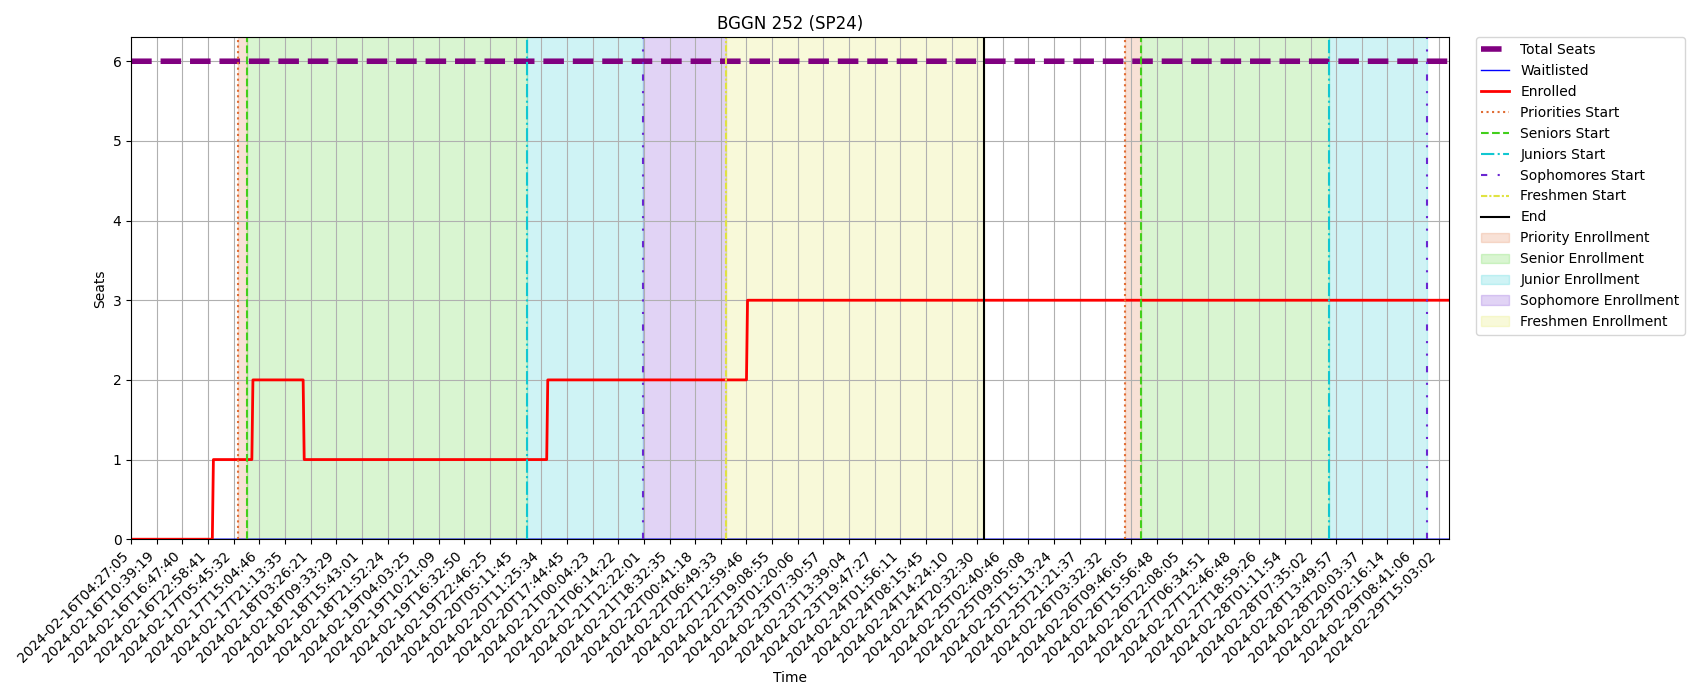 BGGN 252 (SP24)
Seats
6
5
4
3
2
1
0
2024-02-16T04:27:05
2024-02-16T10:39:19
2024-02-16T16:47:40
2024-02-16T22:58:41
2024-02-17T05:45:32
2024-02-17T15:04:46
2024-02-17T21:13:35
2024-02-18T03:26:21
2024-02-18T09:33:29
2024-02-18T15:43:01
2024-02-18T21:52:24
2024-02-19T04:03:25
2024-02-19T10:21:09
2024-02-19T16:32:50
2024-02-19T22:46:25
2024-02-20T05:11:45
2024-02-20T11:25:34
2024-02-20T17:44:45
2024-02-21T00:04:23
2024-02-21T06:14:22
2024-02-21T12:22:01
2024-02-21T18:32:35
2024-02-22T00:41:18
2024-02-22T06:49:33
2024-02-22T12:59:46
2024-02-22T19:08:55
2024-02-23T01:20:06
2024-02-23T07:30:57
2024-02-23T13:39:04
2024-02-23T19:47:27
2024-02-24T01:56:11
2024-02-24T08:15:45
2024-02-24T14:24:10
2024-02-24T20:32:30
2024-02-25T02:40:46
2024-02-25T09:05:08
2024-02-25T15:13:24
2024-02-25T21:21:37
2024-02-26T03:32:32
2024-02-26T09:46:05
2024-02-26T15:56:48
2024-02-26T22:08:05
2024-02-27T06:34:51
2024-02-27T12:46:48
2024-02-27T18:59:26
2024-02-28T01:11:54
2024-02-28T07:35:02
2024-02-28T13:49:57
2024-02-28T20:03:37
2024-02-29T02:16:14
2024-02-29T08:41:06
2024-02-29T15:03:02
Time
Total Seats
Waitlisted
Enrolled
Priorities Start
Seniors Start
Juniors Start
Sophomores Start
Freshmen Start
End
Priority Enrollment
Senior Enrollment
Junior Enrollment
Sophomore Enrollment
Freshmen Enrollment